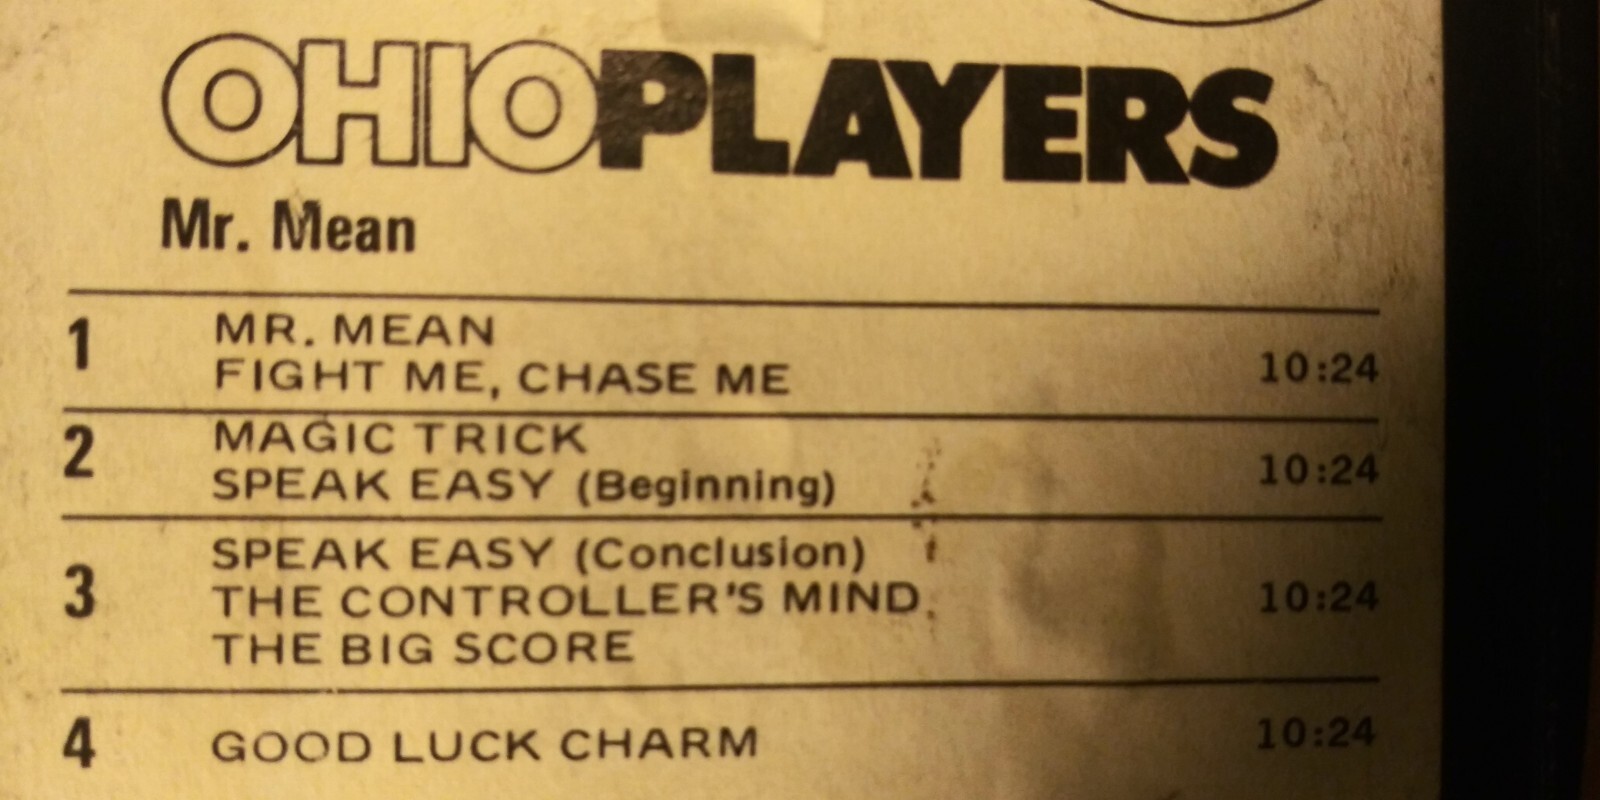 OHIOPLAYERS
Mr. Mean
1 MR. MEAN
FIGHT ME, CHASE ME 10:24
2 MAGIC TRICK
SPEAK EASY (Beginning) 10:24
SPEAK EASY (Conclusion)
3 THE CONTROLLER'S MIND 10:24
THE BIG SCORE
4 GOOD LUCK CHARM 10:24